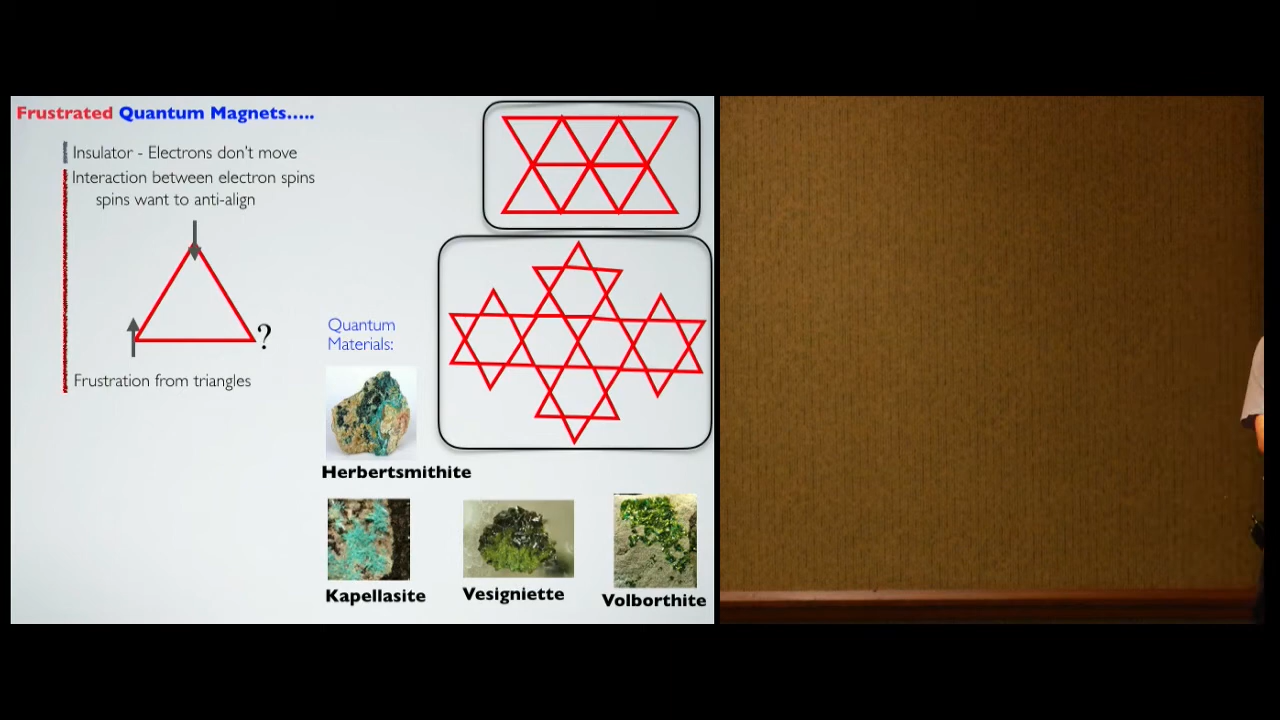 Frustrated Quantum Magnets.....
Insulator - Electrons don't move
Interaction between electron spins
spins want to anti-align
?
Frustration from triangles
Quantum
Materials:
Herbertsmithite
Kapellasite
Vesigniette
Volborthite